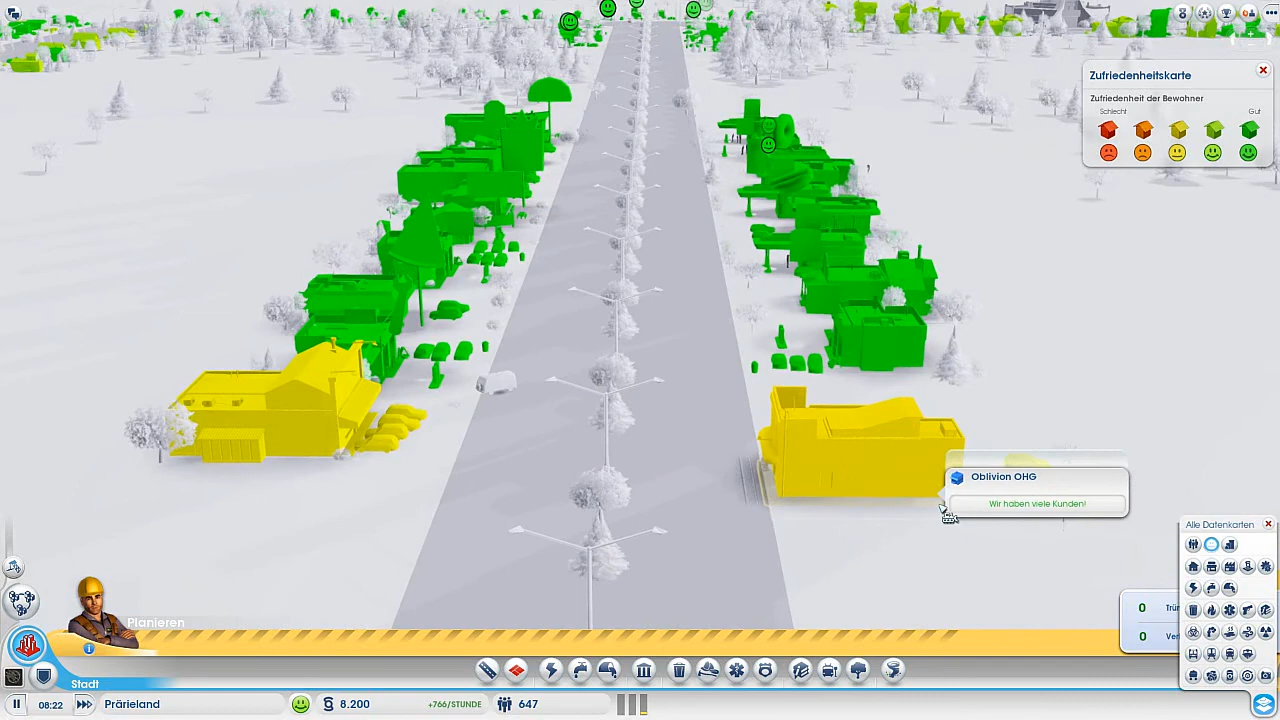 Zufriedenheitskarte
Zufriedenheit der Bewohner
Schlecht
Gut
Oblivion OHG
Wir haben viele Kunden!
Alle Datenkarten
0
0
Planieren
Stadt
08:22
Prärieland
8.200
+766/STUNDE
647